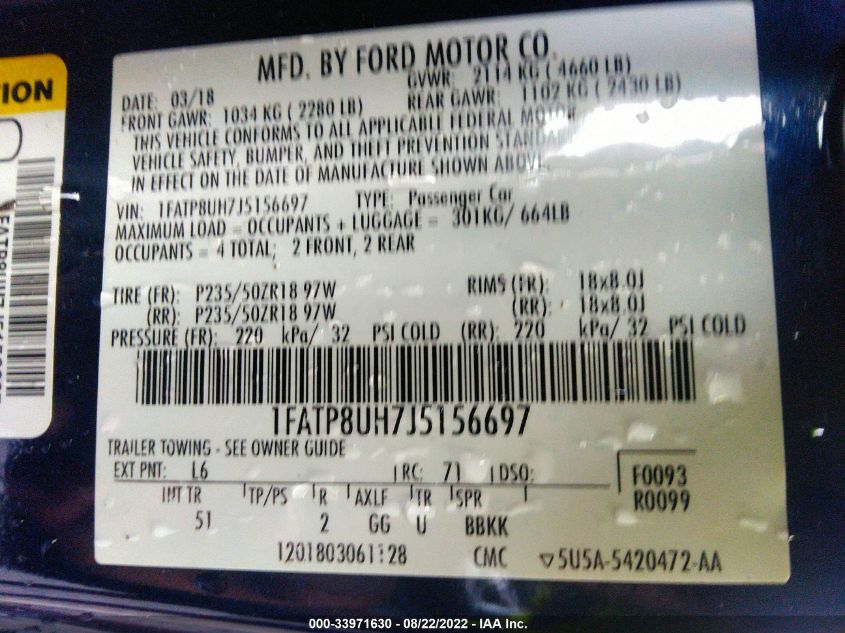 MFD. BY FORD MOTOR CO.
DATE: 03/18 GVWR: 2114 KG ( 4660 LB)
FRONT GAWR: 1034 KG ( 2280 LB) REAR GAWR: 1102 KG ( 2430 LB)
THIS VEHICLE CONFORMS TO ALL APPLICABLE FEDERAL MOTOR
VEHICLE SAFETY, BUMPER, AND THEFT PREVENTION STANDARDS
IN EFFECT ON THE DATE OF MANUFACTURE SHOWN ABOVE.
VIN: 1FATP8UH7J5156697 TYPE: Passenger Car
MAXIMUM LOAD = OCCUPANTS + LUGGAGE = 301KG/ 664LB
OCCUPANTS = 4 TOTAL; 2 FRONT, 2 REAR
TIRE (FR): P235/50ZR18 97W RIMS (FR): 18x8.0J
(RR): P235/50ZR18 97W (RR): 18x8.0J
PRESSURE (FR): 220 kPa/ 32 PSI COLD (RR): 220 kPa/ 32 PSI COLD
1FATP8UH7J5156697
TRAILER TOWING - SEE OWNER GUIDE
EXT PNT: L6 RC: 71 DSO: F0093
R0099
INT TR TP/PS R AXLE TR SPR
51 2 GG U BBKK
1201803061128 CMC ▽5U5A-5420472-AA
TION
000-33971630 - 08/22/2022 - IAA Inc.